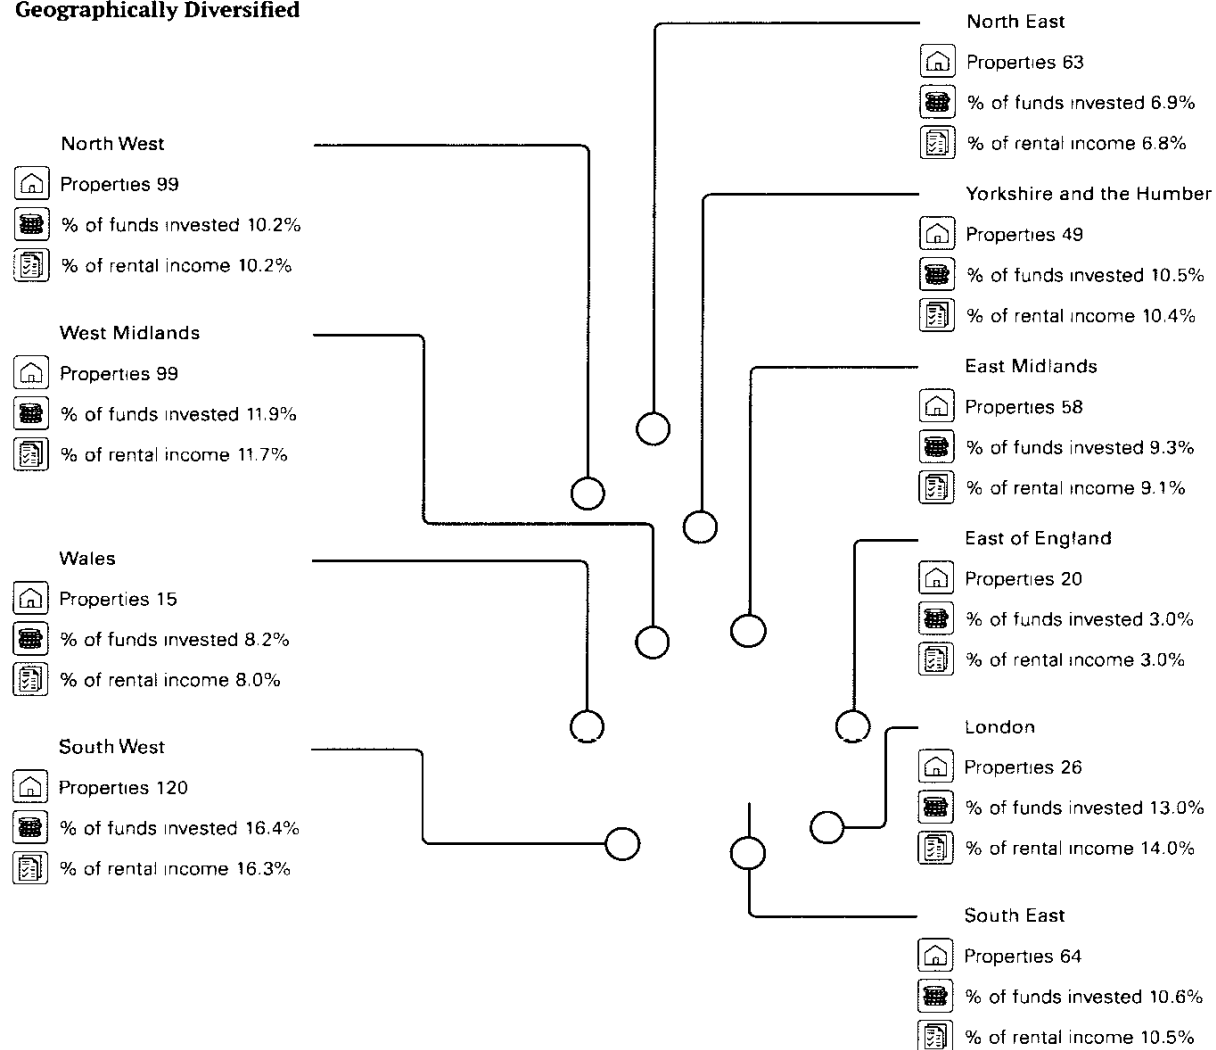 Geographically Diversified
North West
Properties 99
% of funds invested 10.2%
% of rental income 10.2%
West Midlands
Properties 99
% of funds invested 11.9%
% of rental income 11.7%
Wales
Properties 15
% of funds invested 8.2%
% of rental income 8.0%
South West
Properties 120
% of funds invested 16.4%
% of rental income 16.3%
North East
Properties 63
% of funds invested 6.9%
% of rental income 6.8%
Yorkshire and the Humber
Properties 49
% of funds invested 10.5%
% of rental income 10.4%
East Midlands
Properties 58
% of funds invested 9.3%
% of rental income 9.1%
East of England
Properties 20
% of funds invested 3.0%
% of rental income 3.0%
London
Properties 26
% of funds invested 13.0%
% of rental income 14.0%
South East
Properties 64
% of funds invested 10.6%
% of rental income 10.5%